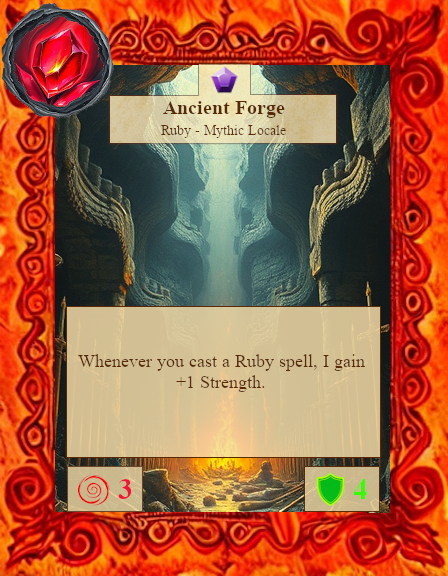 Ancient Forge
Ruby - Mythic Locale
Whenever you cast a Ruby spell, I gain
+1 Strength.
3
4